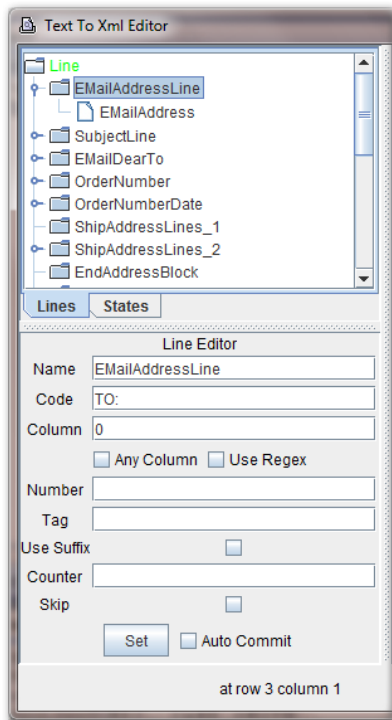 Text To Xml Editor
Line
EMailAddressLine
EMailAddress
SubjectLine
EMailDearTo
OrderNumber
OrderNumberDate
ShipAddressLines_1
ShipAddressLines_2
EndAddressBlock
Lines States
Line Editor
Name EMailAddressLine
Code TO:
Column 0
Any Column Use Regex
Number
Tag
Use Suffix
Counter
Skip
Set Auto Commit
at row 3 column 1